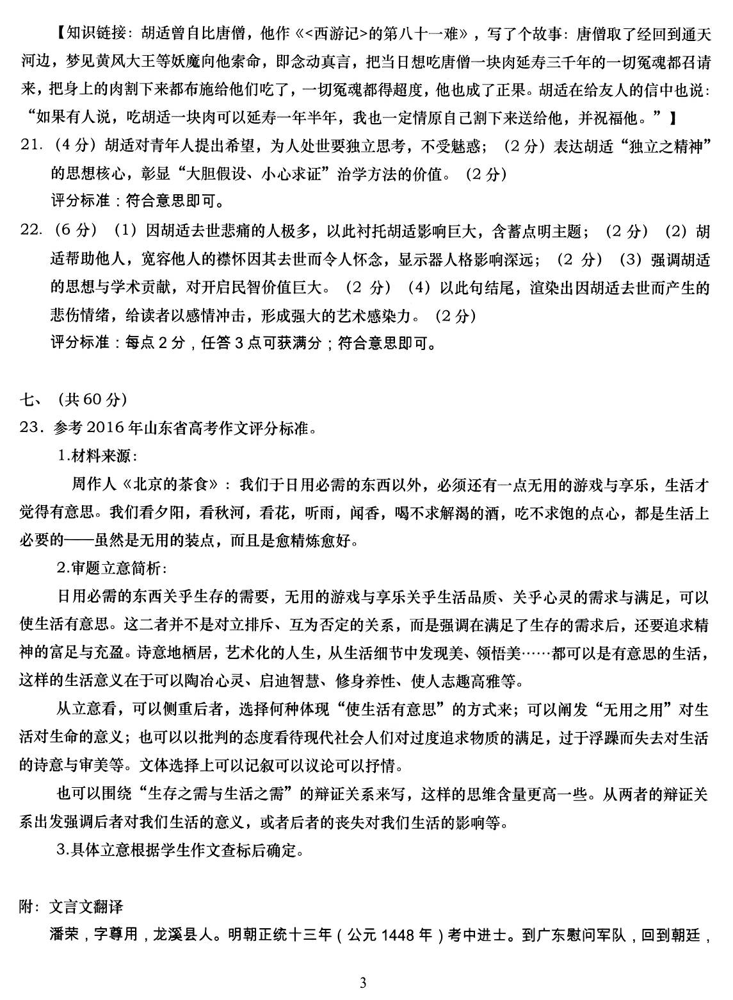 【知识链接：胡适曾自比唐僧，他作《<西游记>的第八十一难》，写了个故事：唐僧取了经回到通天
河边，梦见黄风大王等妖魔向他索命，即念动真言，把当日想吃唐僧一块肉延寿三千年的一切冤魂都召请
来，把身上的肉割下来都布施给他们吃了，一切冤魂都得超度，他也成了正果。胡适在给友人的信中也说：
“如果有人说，吃胡适一块肉可以延寿一年半年，我也一定情愿自己割下来送给他，并祝福他。”】
21.（4 分）胡适对青年人提出希望，为人处世要独立思考，不受魅惑；（2 分）表达胡适“独立之精神”
的思想核心，彰显“大胆假设、小心求证”治学方法的价值。（2 分）
评分标准：符合意思即可。
22.（6 分）（1）因胡适去世悲痛的人极多，以此衬托胡适影响巨大，含蓄点明主题；（2 分）（2）胡
适帮助他人，宽容他人的襟怀因其去世而令人怀念，显示器人格影响深远；（2 分）（3）强调胡适
的思想与学术贡献，对开启民智价值巨大。（2 分）（4）以此句结尾，渲染出因胡适去世而产生的
悲伤情绪，给读者以感情冲击，形成强大的艺术感染力。（2 分）
评分标准：每点 2 分，任答 3 点可获满分；符合意思即可。
七、（共 60 分）
23．参考 2016 年山东省高考作文评分标准。
1.材料来源：
周作人《北京的茶食》：我们于日用必需的东西以外，必须还有一点无用的游戏与享乐，生活才
觉得有意思。我们看夕阳，看秋河，看花，听雨，闻香，喝不求解渴的酒，吃不求饱的点心，都是生活上
必要的——虽然是无用的装点，而且是愈精炼愈好。
2.审题立意简析：
日用必需的东西关乎生存的需要，无用的游戏与享乐关乎生活品质、关乎心灵的需求与满足，可以
使生活有意思。这二者并不是对立排斥、互为否定的关系，而是强调在满足了生存的需求后，还要追求精
神的富足与充盈。诗意地栖居，艺术化的人生，从生活细节中发现美、领悟美……都可以是有意思的生活，
这样的生活意义在于可以陶冶心灵、启迪智慧、修身养性、使人志趣高雅等。
从立意看，可以侧重后者，选择何种体现“使生活有意思”的方式来；可以阐发“无用之用”对生
活对生命的意义；也可以以批判的态度看待现代社会人们对过度追求物质的满足，过于浮躁而失去对生活
的诗意与审美等。文体选择上可以记叙可以议论可以抒情。
也可以围绕“生存之需与生活之需”的辩证关系来写，这样的思维含量更高一些。从两者的辩证关
系出发强调后者对我们生活的意义，或者后者的丧失对我们生活的影响等。
3.具体立意根据学生作文查标后确定。
附：文言文翻译
潘荣，字尊用，龙溪县人。明朝正统十三年（公元 1448 年）考中进士。到广东慰问军队，回到朝廷，
3